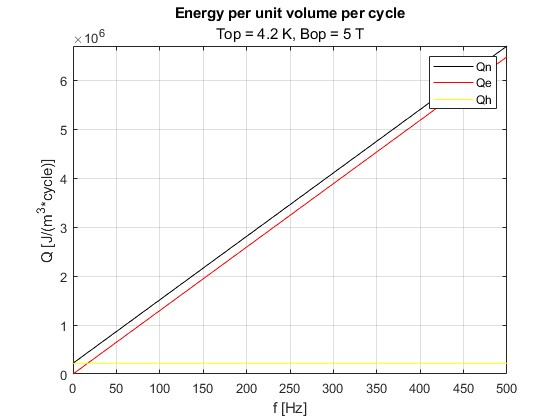 Energy per unit volume per cycle
Top = 4.2 K, Bop = 5 T
×10^6
Qn
Qe
Qh
6
5
4
3
2
1
0
Q [J/(m^3*cycle)]
0 50 100 150 200 250 300 350 400 450 500
f [Hz]